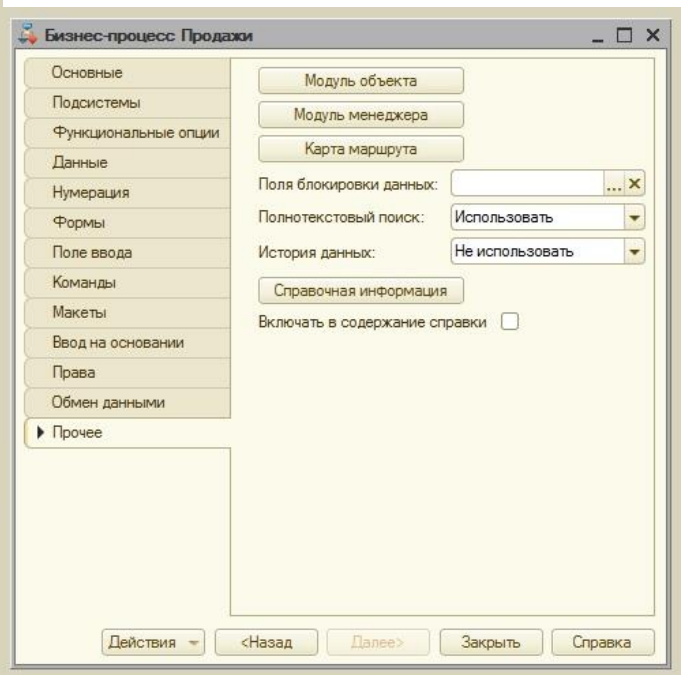 Бизнес-процесс Продажи
Основные
Подсистемы
Функциональные опции
Данные
Нумерация
Формы
Поле ввода
Команды
Макеты
Ввод на основании
Права
Обмен данными
Прочее
Модуль объекта
Модуль менеджера
Карта маршрута
Поля блокировки данных:
Полнотекстовый поиск: Использовать
История данных: Не использовать
Справочная информация
Включать в содержание справки
Действия <Назад Далее> Закрыть Справка